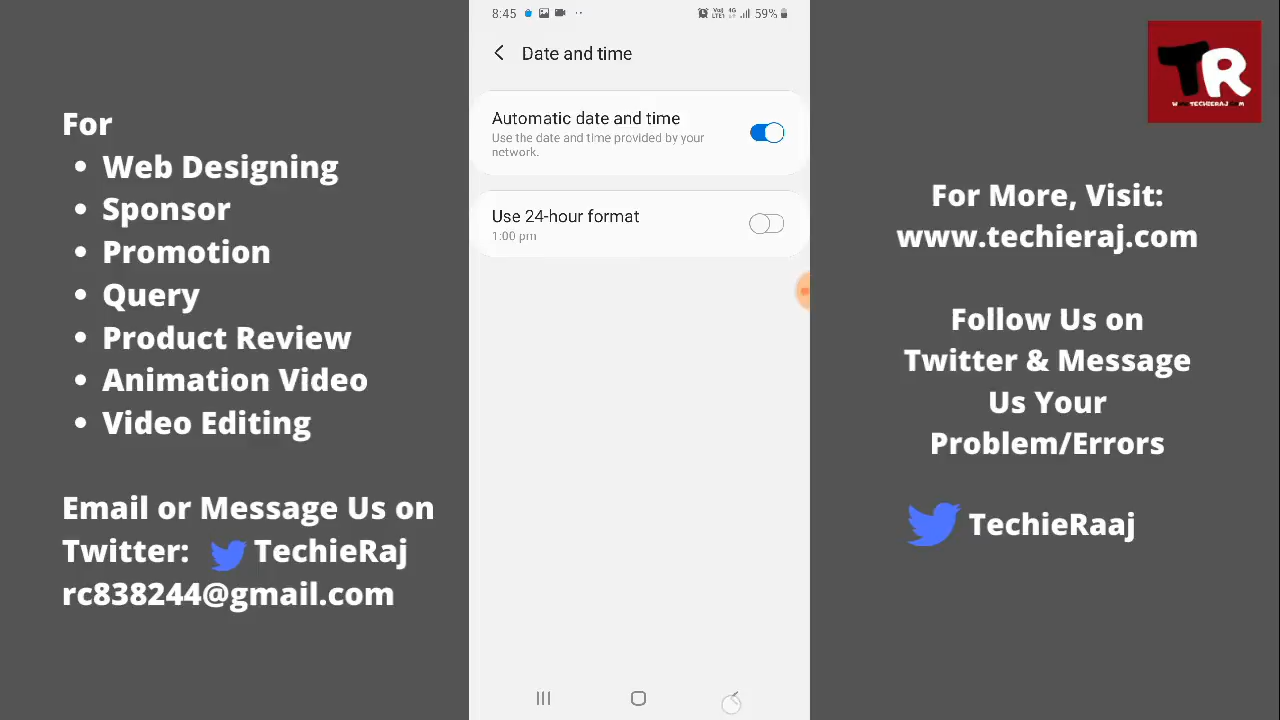 For
• Web Designing
• Sponsor
• Promotion
• Query
• Product Review
• Animation Video
• Video Editing
Email or Message Us on
Twitter: TechieRaj
rc838244@gmail.com
8:45
59%
Date and time
Automatic date and time
Use the date and time provided by your
network.
Use 24-hour format
1:00 pm
TR
WWW.TECHIERAJ.COM
For More, Visit:
www.techieraj.com
Follow Us on
Twitter & Message
Us Your
Problem/Errors
TechieRaaj